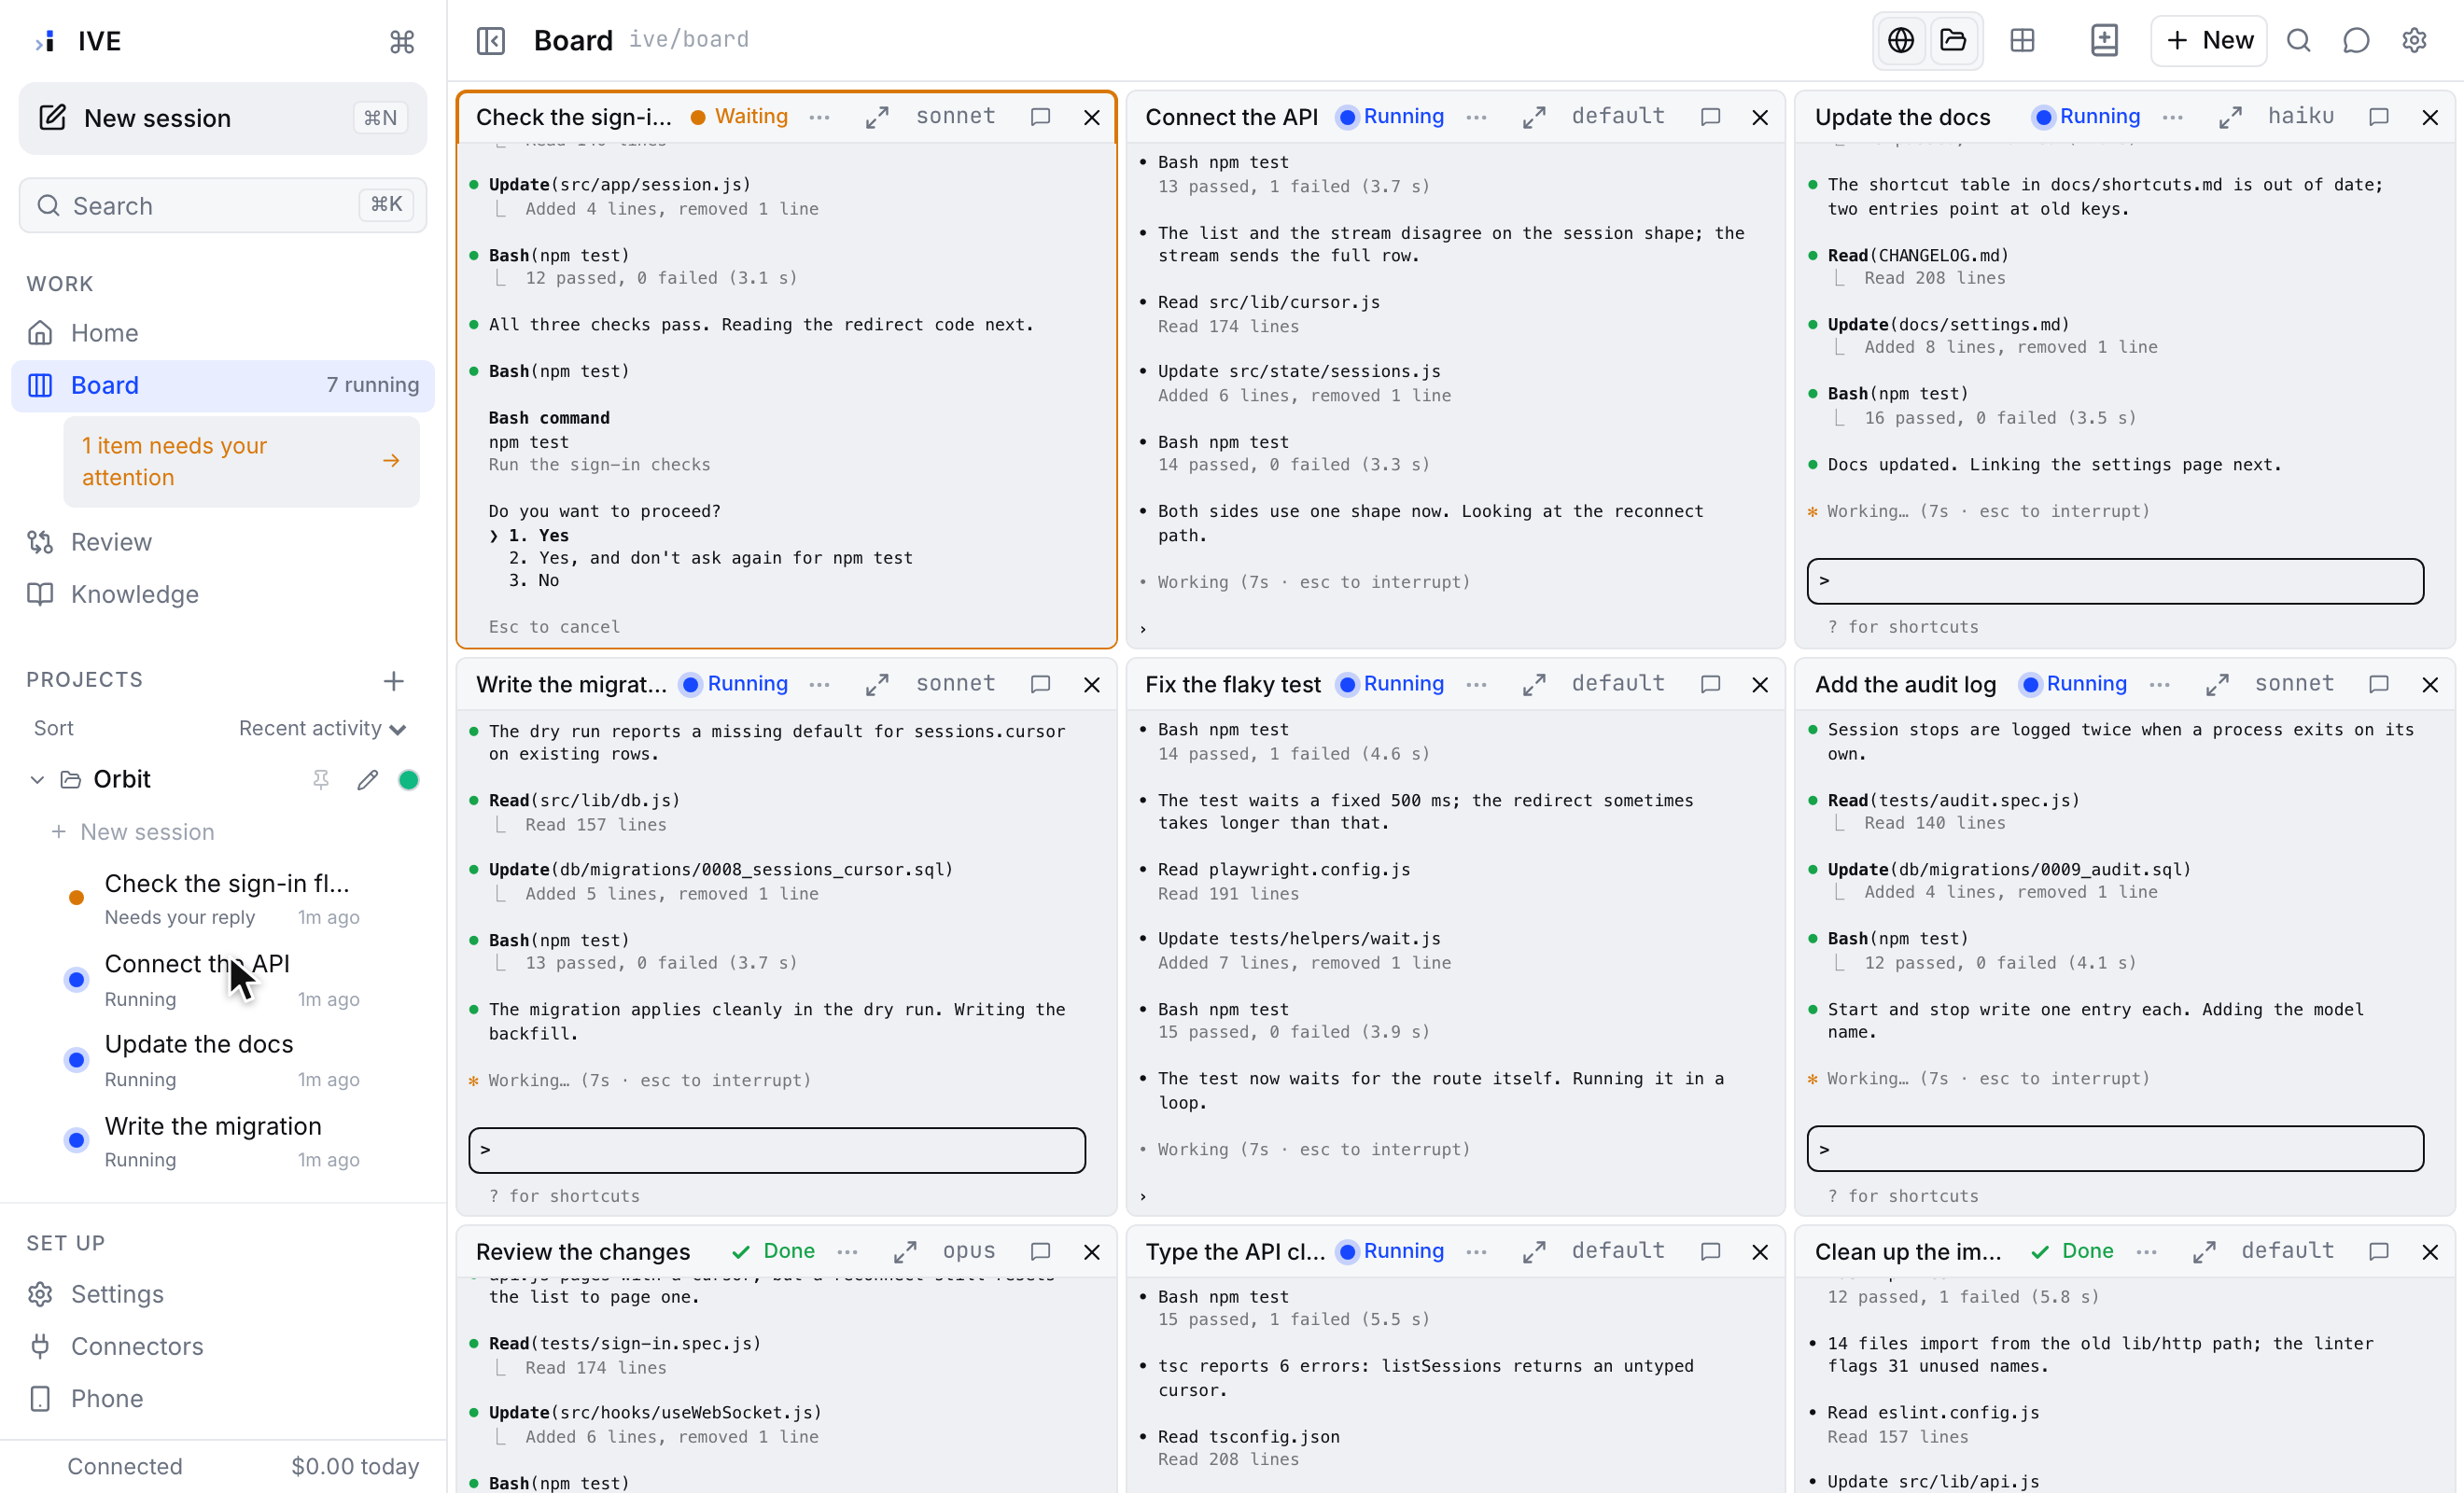 IVE
⌘
New session
⌘N
Search
⌘K
WORK
Home
Board
7 running
1 item needs your
attention
→
Review
Knowledge
PROJECTS
Sort
Recent activity
Orbit
+ New session
Check the sign-in fl...
Needs your reply 1m ago
Connect the API
Running 1m ago
Update the docs
Running 1m ago
Write the migration
Running 1m ago
SET UP
Settings
Connectors
Phone
Connected
$0.00 today
Board ive/board
+ New
Check the sign-i... Waiting ··· sonnet
Update(src/app/session.js)
Added 4 lines, removed 1 line
Bash(npm test)
12 passed, 0 failed (3.1 s)
All three checks pass. Reading the redirect code next.
Bash(npm test)
Bash command
npm test
Run the sign-in checks
Do you want to proceed?
❯ 1. Yes
2. Yes, and don't ask again for npm test
3. No
Esc to cancel
Connect the API Running ··· default
• Bash npm test
13 passed, 1 failed (3.7 s)
• The list and the stream disagree on the session shape; the
stream sends the full row.
• Read src/lib/cursor.js
Read 174 lines
• Update src/state/sessions.js
Added 6 lines, removed 1 line
• Bash npm test
14 passed, 0 failed (3.3 s)
• Both sides use one shape now. Looking at the reconnect
path.
• Working (7s · esc to interrupt)
›
Update the docs Running ··· haiku
The shortcut table in docs/shortcuts.md is out of date;
two entries point at old keys.
Read(CHANGELOG.md)
Read 208 lines
Update(docs/settings.md)
Added 8 lines, removed 1 line
Bash(npm test)
16 passed, 0 failed (3.5 s)
Docs updated. Linking the settings page next.
✻ Working… (7s · esc to interrupt)
>
? for shortcuts
Write the migrat... Running ··· sonnet
The dry run reports a missing default for sessions.cursor
on existing rows.
Read(src/lib/db.js)
Read 157 lines
Update(db/migrations/0008_sessions_cursor.sql)
Added 5 lines, removed 1 line
Bash(npm test)
13 passed, 0 failed (3.7 s)
The migration applies cleanly in the dry run. Writing the
backfill.
✻ Working… (7s · esc to interrupt)
>
? for shortcuts
Fix the flaky test Running ··· default
• Bash npm test
14 passed, 1 failed (4.6 s)
• The test waits a fixed 500 ms; the redirect sometimes
takes longer than that.
• Read playwright.config.js
Read 191 lines
• Update tests/helpers/wait.js
Added 7 lines, removed 1 line
• Bash npm test
15 passed, 0 failed (3.9 s)
• The test now waits for the route itself. Running it in a
loop.
• Working (7s · esc to interrupt)
›
Add the audit log Running ··· sonnet
Session stops are logged twice when a process exits on its
own.
Read(tests/audit.spec.js)
Read 140 lines
Update(db/migrations/0009_audit.sql)
Added 4 lines, removed 1 line
Bash(npm test)
12 passed, 0 failed (4.1 s)
Start and stop write one entry each. Adding the model
name.
✻ Working… (7s · esc to interrupt)
>
? for shortcuts
Review the changes Done ··· opus
api.js pages with a cursor, but a reconnect still resets
the list to page one.
Read(tests/sign-in.spec.js)
Read 174 lines
Update(src/hooks/useWebSocket.js)
Added 6 lines, removed 1 line
Bash(npm test)
Type the API cl... Running ··· default
• Bash npm test
15 passed, 1 failed (5.5 s)
• tsc reports 6 errors: listSessions returns an untyped
cursor.
• Read tsconfig.json
Read 208 lines
Clean up the im... Done ··· default
12 passed, 1 failed (5.8 s)
• 14 files import from the old lib/http path; the linter
flags 31 unused names.
• Read eslint.config.js
Read 157 lines
• Update src/lib/api.js